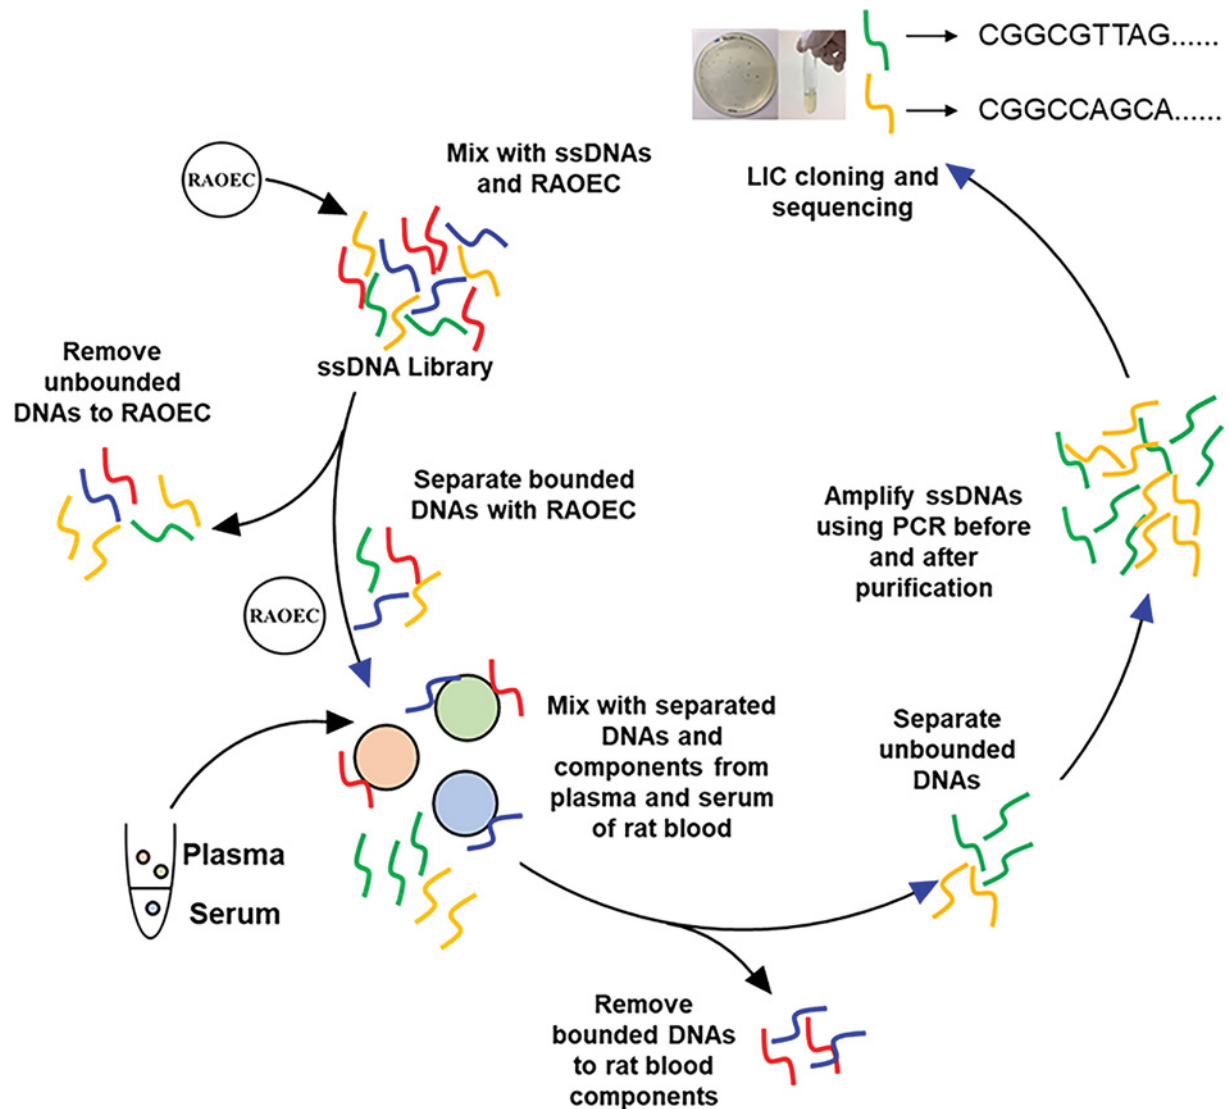 CGGCGTTAG......
CGGCCAGCA......
LIC cloning and
sequencing
RAOEC
Mix with ssDNAs
and RAOEC
ssDNA Library
Remove
unbounded
DNAs to RAOEC
Separate bounded
DNAs with RAOEC
RAOEC
Mix with separated
DNAs and
components from
plasma and serum
of rat blood
Plasma
Serum
Remove
bounded DNAs
to rat blood
components
Separate
unbounded
DNAs
Amplify ssDNAs
using PCR before
and after
purification